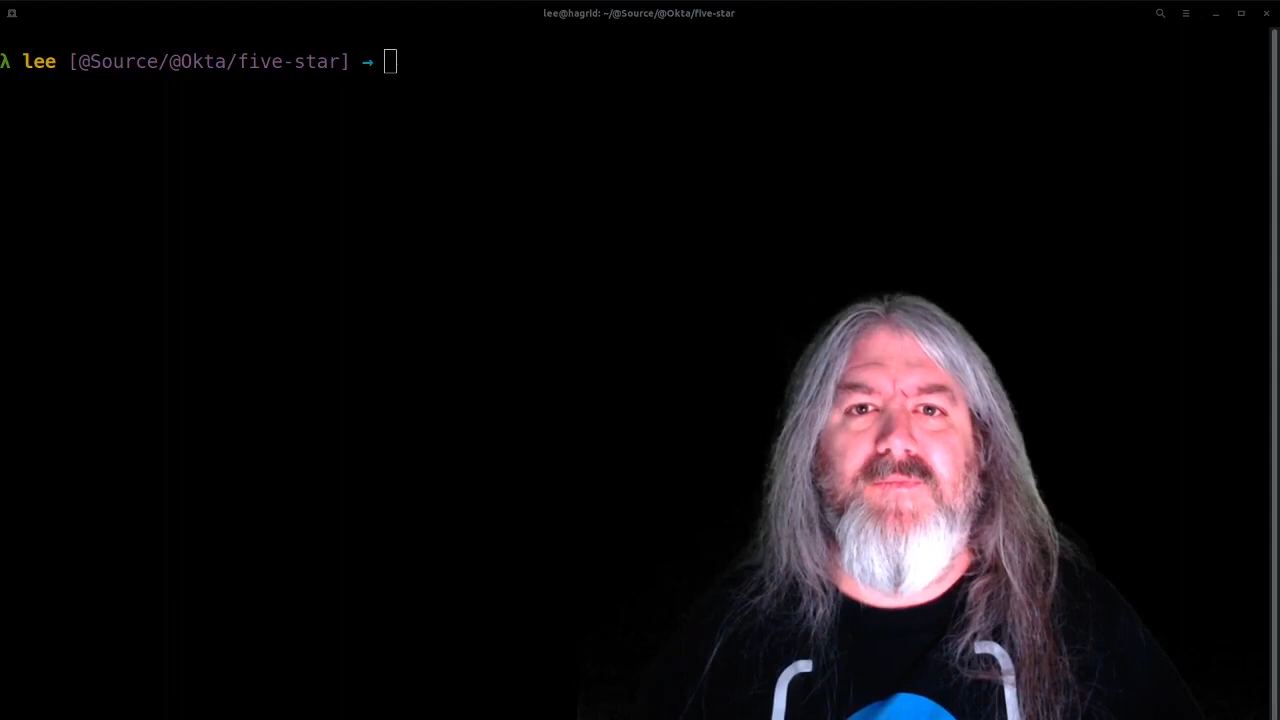 lee@hagrid: ~/@Source/@Okta/five-star
λ lee [@Source/@Okta/five-star] →